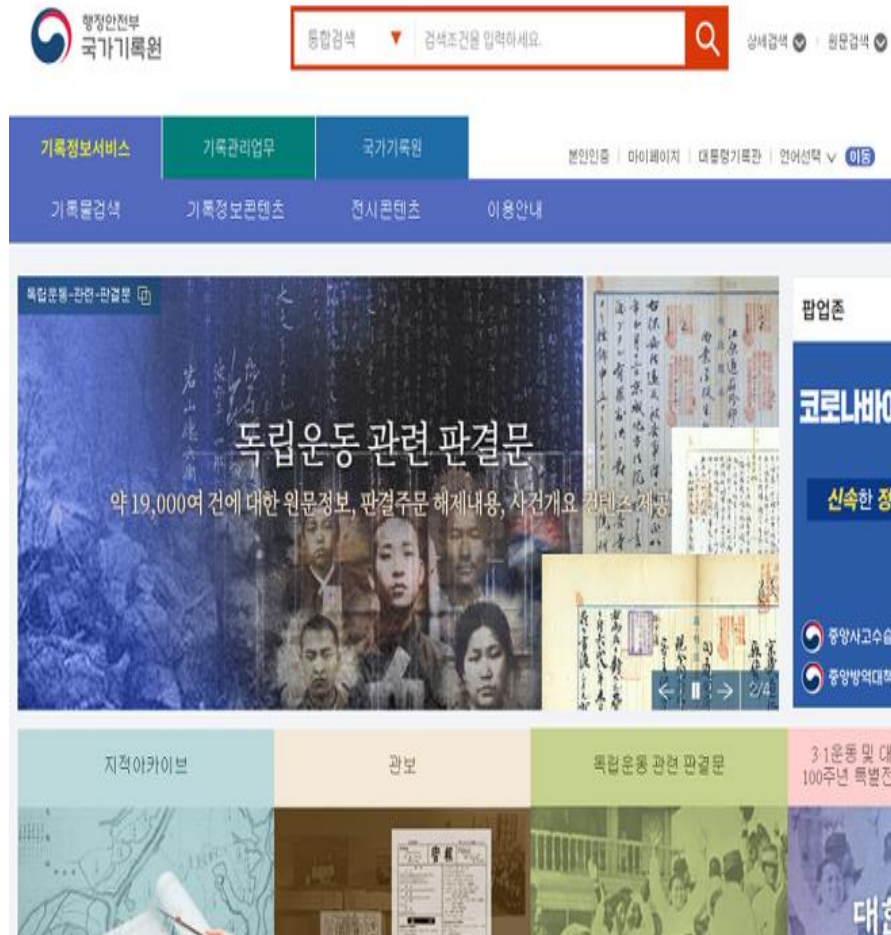 행정안전부
국가기록원
통합검색 ▼ 검색조건을 입력하세요.
상세검색 원문검색
기록정보서비스 기록관리업무 국가기록원
본인인증 마이페이지 대통령기록관 언어선택 이동
기록물검색 기록정보콘텐츠 전시콘텐츠 이용안내
독립운동-관련-판결문
독립운동 관련 판결문
약 19,000여 건에 대한 원문정보, 판결주문 해제내용, 사건개요 컨텐츠 제공
2/4
팝업존
코로나바이
신속한 정
중앙사고수습
중앙방역대책
지적아카이브
관보
독립운동 관련 판결문
3·1운동 및 대
100주년 특별전
官報
대한